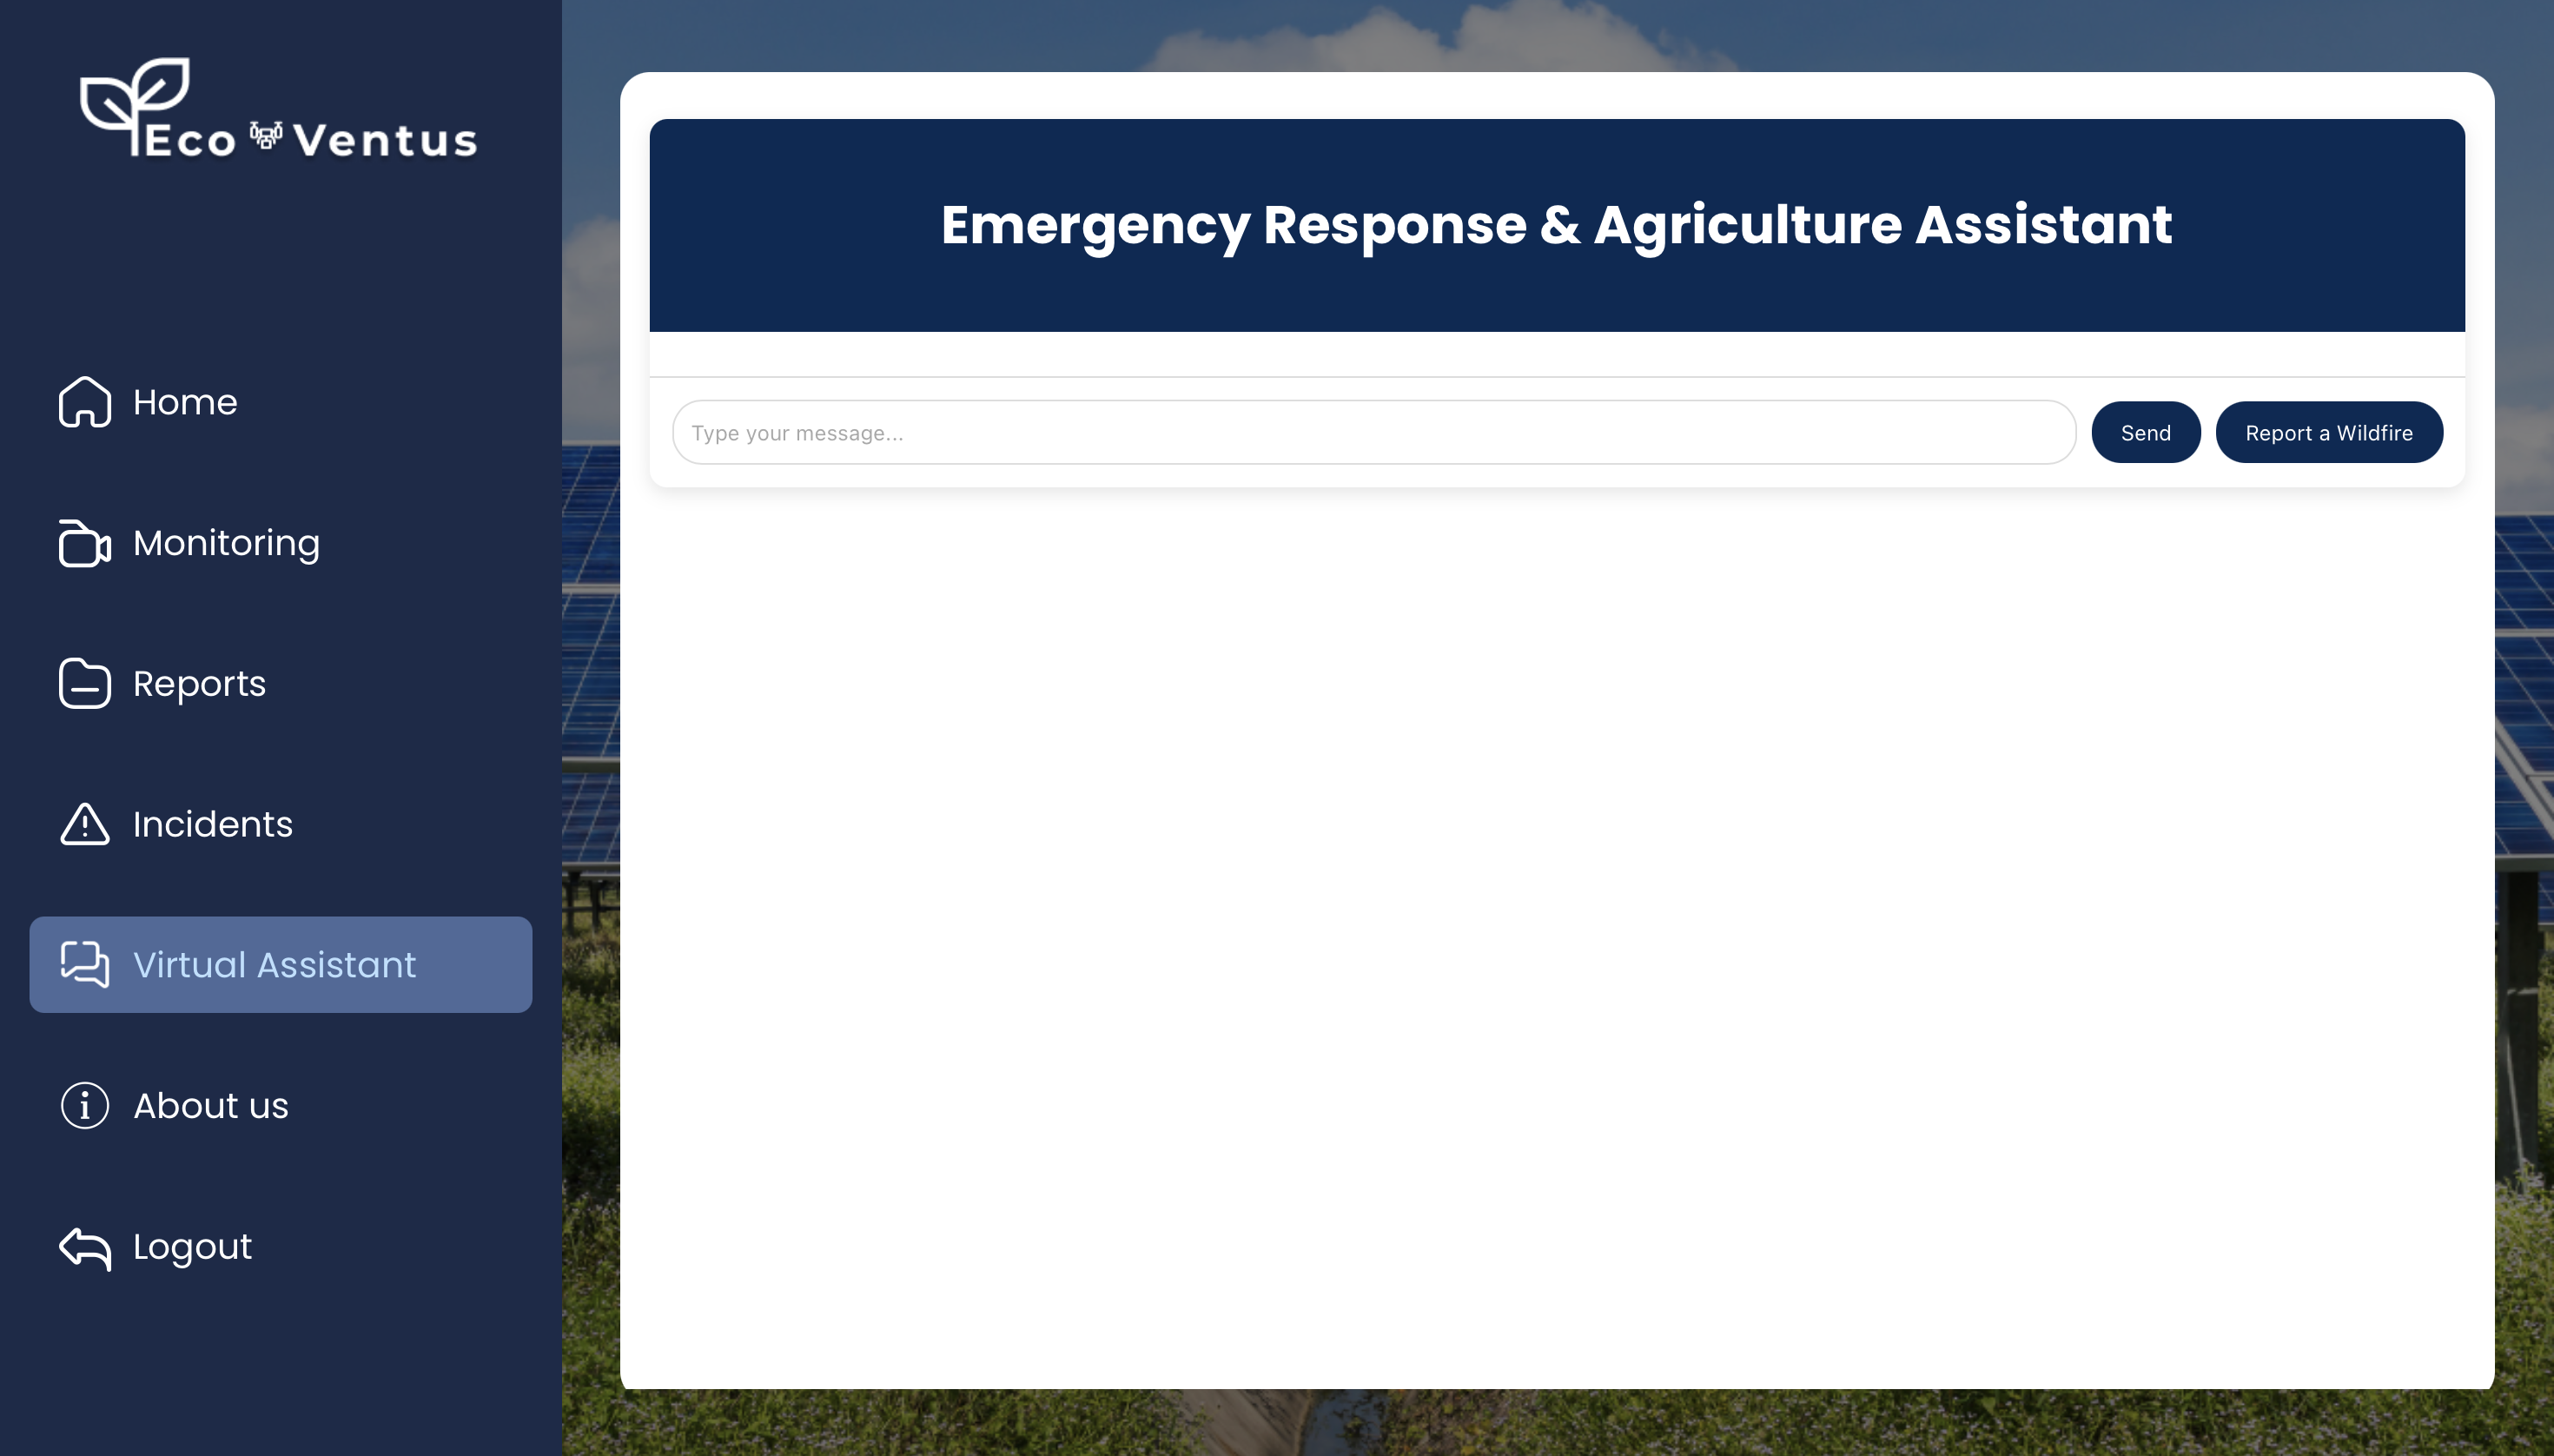 Eco Ventus
Home
Monitoring
Reports
Incidents
Virtual Assistant
About us
Logout
Emergency Response & Agriculture Assistant
Type your message...
Send
Report a Wildfire